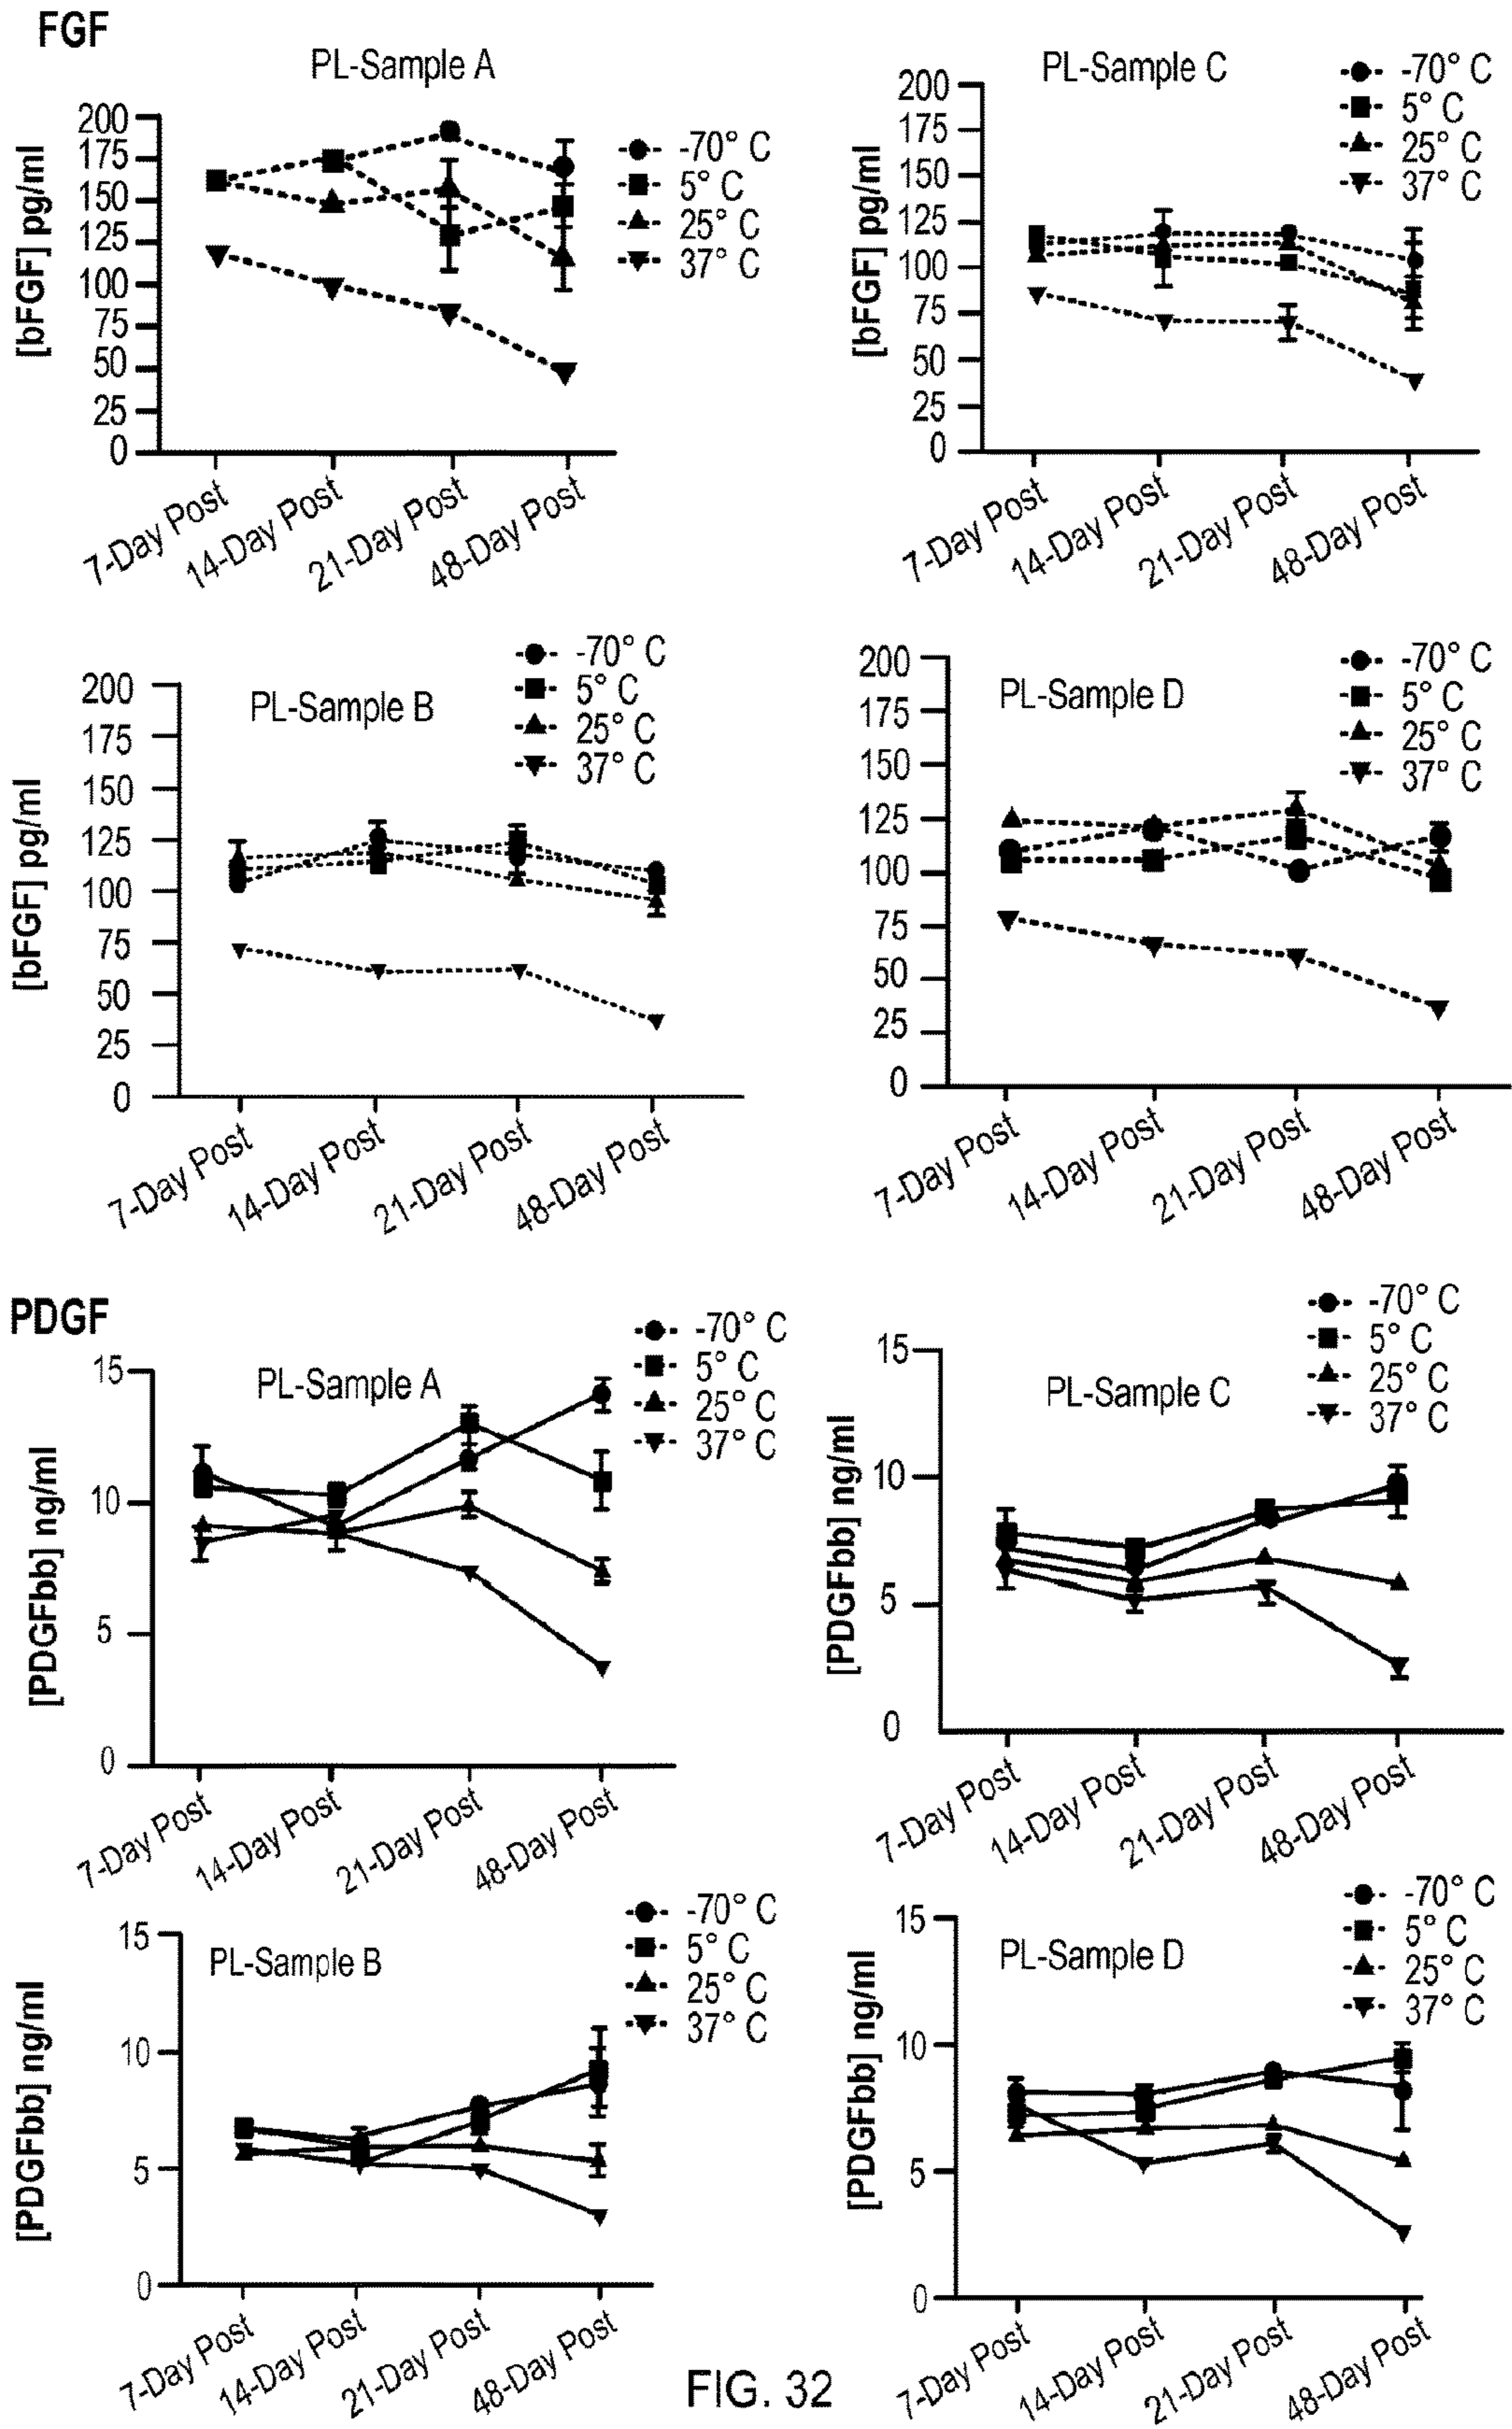 FGF
PL-Sample A
[bFGF] pg/ml
200
175
150
125
100
75
50
25
0
-70° C
5° C
25° C
37° C
7-Day Post
14-Day Post
21-Day Post
48-Day Post
PL-Sample C
[bFGF] pg/ml
200
175
150
125
100
75
50
25
0
-70° C
5° C
25° C
37° C
7-Day Post
14-Day Post
21-Day Post
48-Day Post
PL-Sample B
[bFGF] pg/ml
200
175
150
125
100
75
50
25
0
-70° C
5° C
25° C
37° C
7-Day Post
14-Day Post
21-Day Post
48-Day Post
PL-Sample D
200
175
150
125
100
75
50
25
0
-70° C
5° C
25° C
37° C
7-Day Post
14-Day Post
21-Day Post
48-Day Post
PDGF
PL-Sample A
[PDGFbb] ng/ml
15
10
5
0
-70° C
5° C
25° C
37° C
7-Day Post
14-Day Post
21-Day Post
48-Day Post
PL-Sample C
[PDGFbb] ng/ml
15
10
5
0
-70° C
5° C
25° C
37° C
7-Day Post
14-Day Post
21-Day Post
48-Day Post
PL-Sample B
[PDGFbb] ng/ml
15
10
5
0
-70° C
5° C
25° C
37° C
7-Day Post
14-Day Post
21-Day Post
48-Day Post
PL-Sample D
[PDGFbb] ng/ml
15
10
5
0
-70° C
5° C
25° C
37° C
7-Day Post
14-Day Post
21-Day Post
48-Day Post
FIG. 32